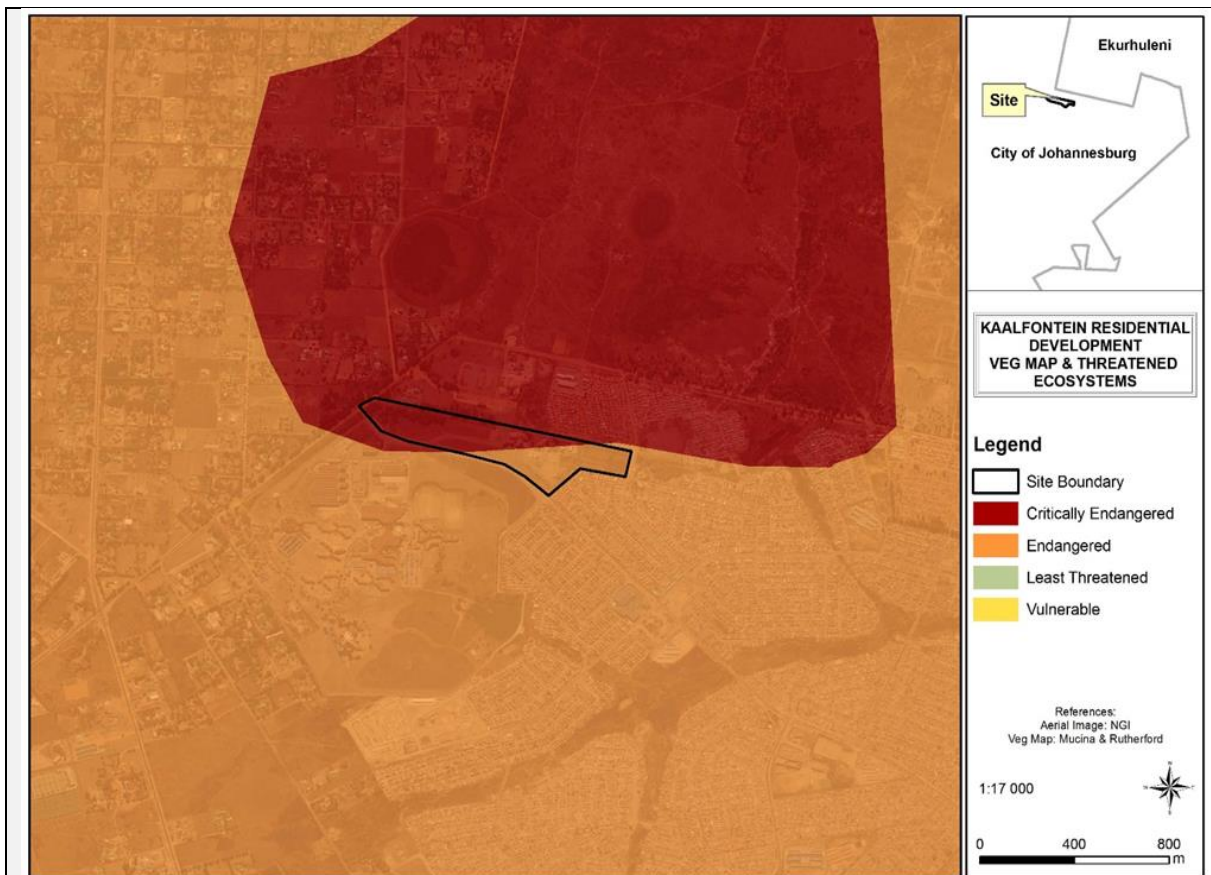 Ekurhuleni
Site
City of Johannesburg
KAALFONTEIN RESIDENTIAL
DEVELOPMENT
VEG MAP & THREATENED
ECOSYSTEMS
Legend
Site Boundary
Critically Endangered
Endangered
Least Threatened
Vulnerable
References:
Aerial Image: NGI
Veg Map: Mucina & Rutherford
1:17 000
N
W
E
S
0 400 800
m